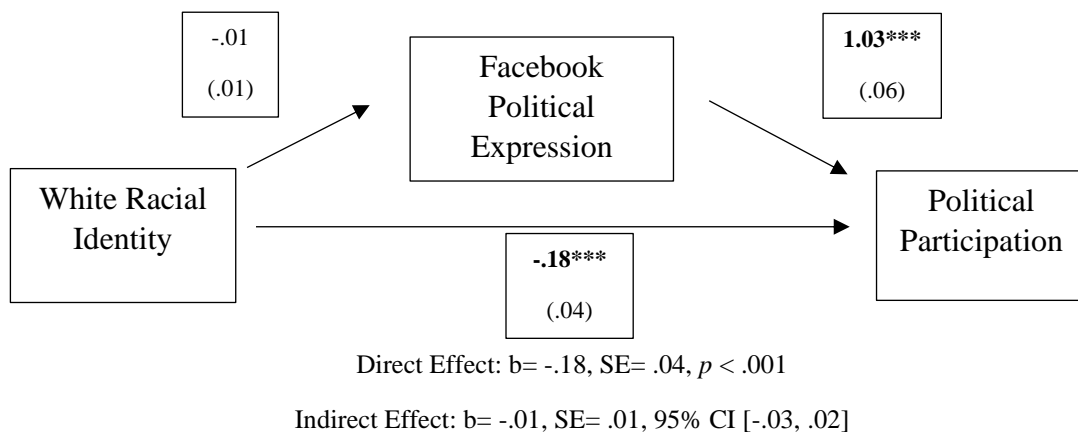 -.01
(.01)
Facebook
Political
Expression
1.03***
(.06)
White Racial
Identity
Political
Participation
-.18***
(.04)
Direct Effect: b= -.18, SE= .04, p < .001
Indirect Effect: b= -.01, SE= .01, 95% CI [-.03, .02]